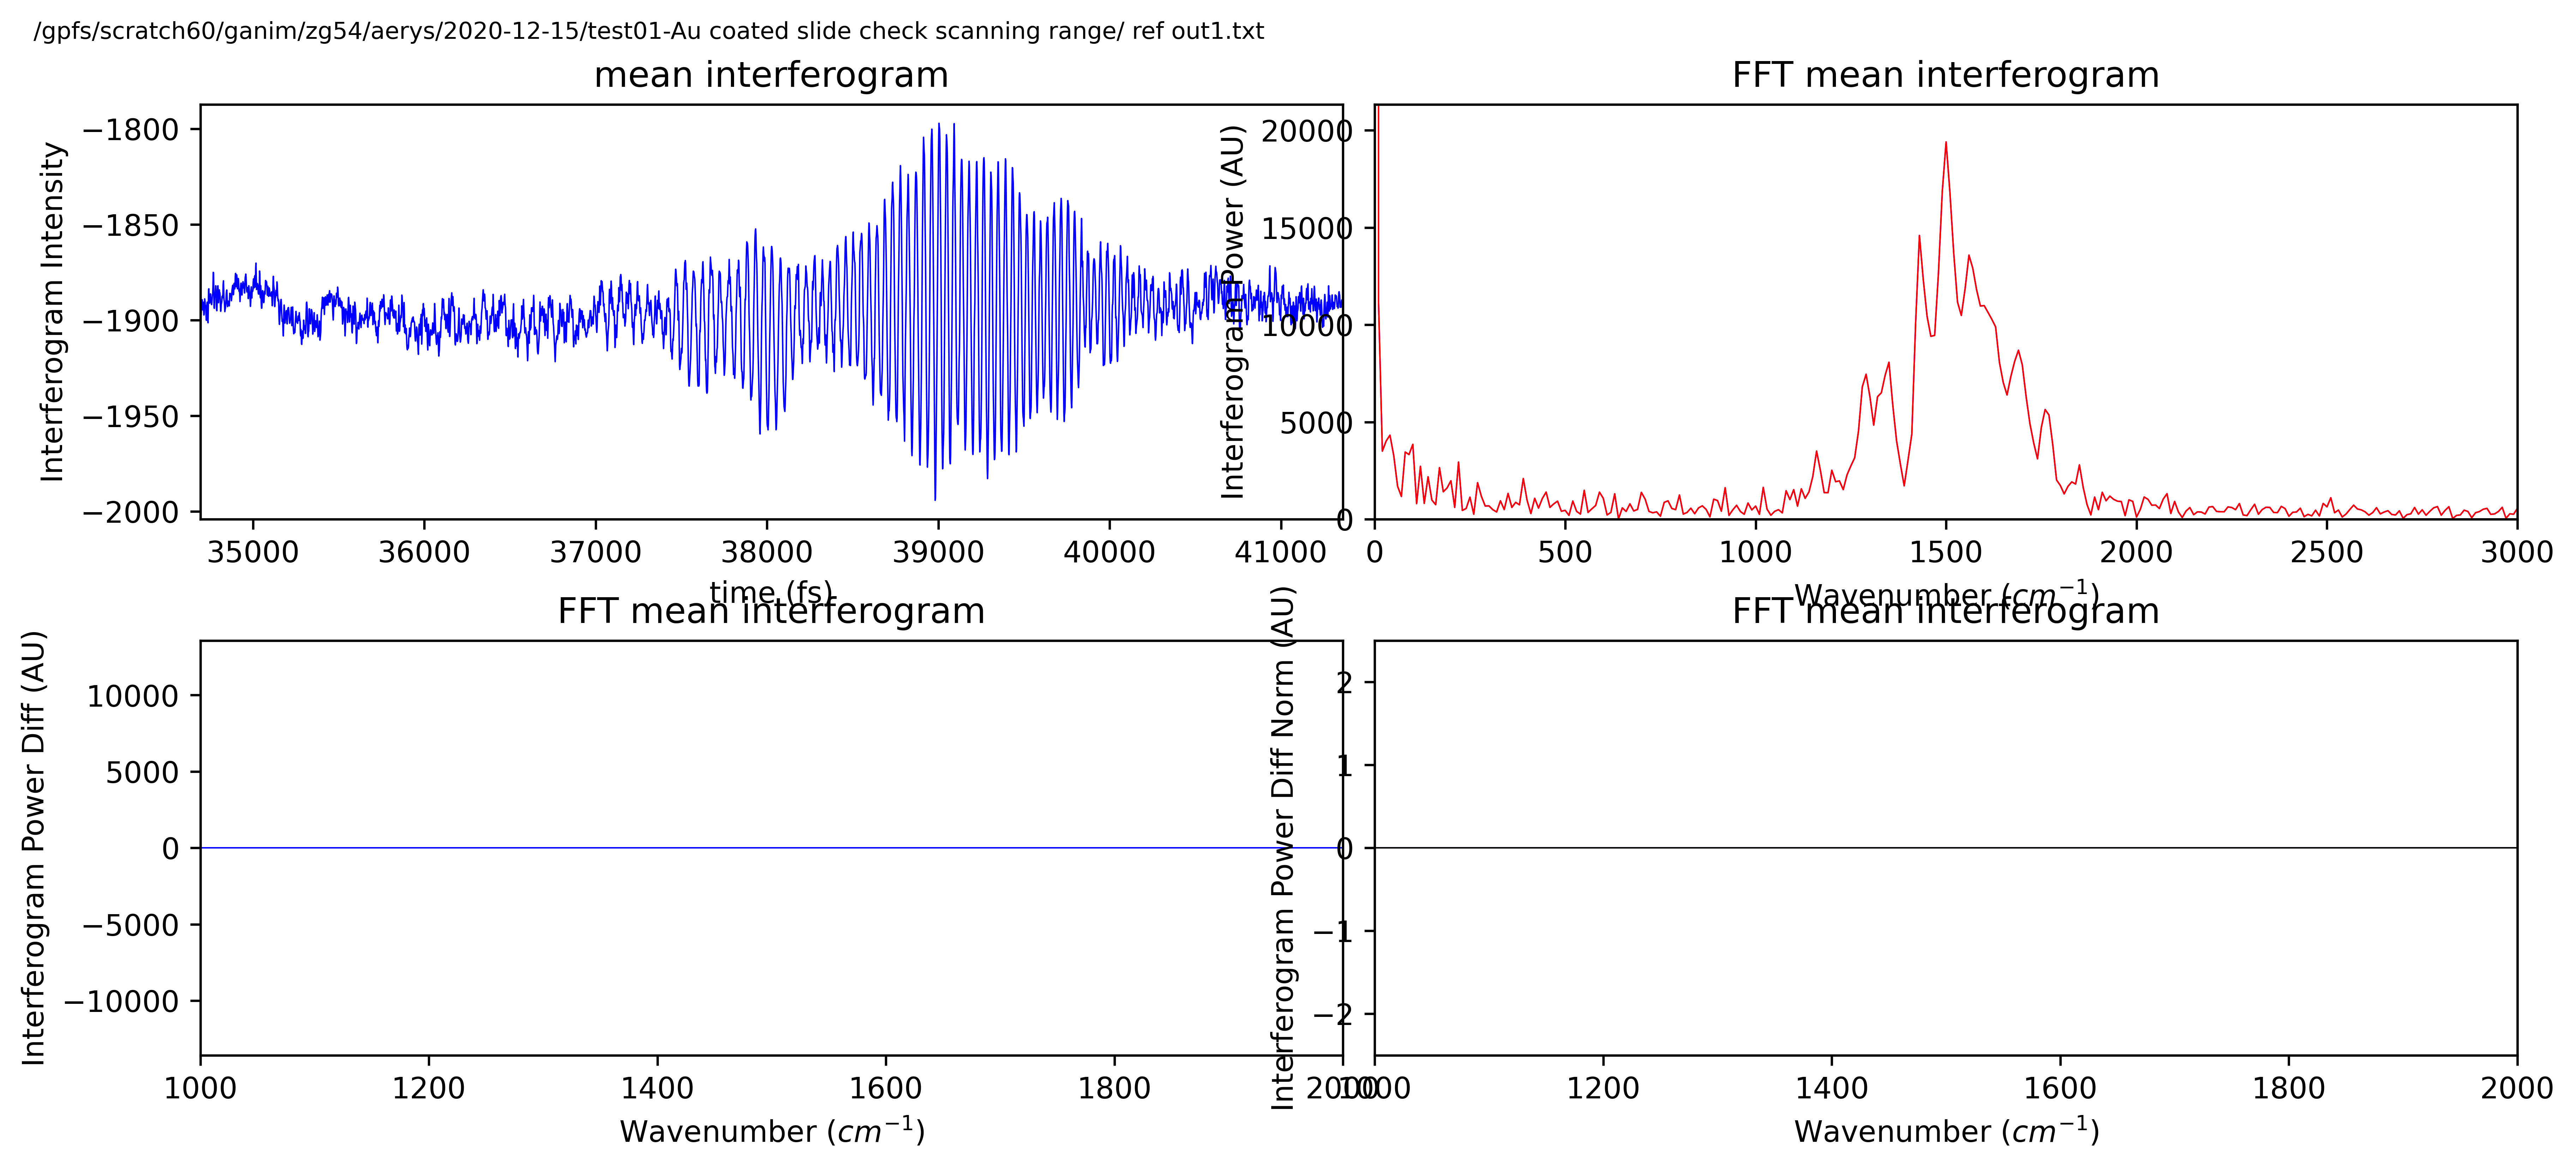 /gpfs/scratch60/ganim/zg54/aerys/2020-12-15/test01-Au coated slide check scanning range/ ref out1.txt
mean interferogram
Interferogram Intensity
−1800
−1850
−1900
−1950
−2000
35000 36000 37000 38000 39000 40000 41000
time (fs)
FFT mean interferogram
Interferogram Power (AU)
20000
15000
10000
5000
0
0 500 1000 1500 2000 2500 3000
Wavenumber (cm⁻¹)
FFT mean interferogram
Interferogram Power Diff (AU)
10000
5000
0
−5000
−10000
1000 1200 1400 1600 1800 2000
Wavenumber (cm⁻¹)
FFT mean interferogram
Interferogram Power Diff Norm (AU)
2
1
0
−1
−2
1000 1200 1400 1600 1800 2000
Wavenumber (cm⁻¹)